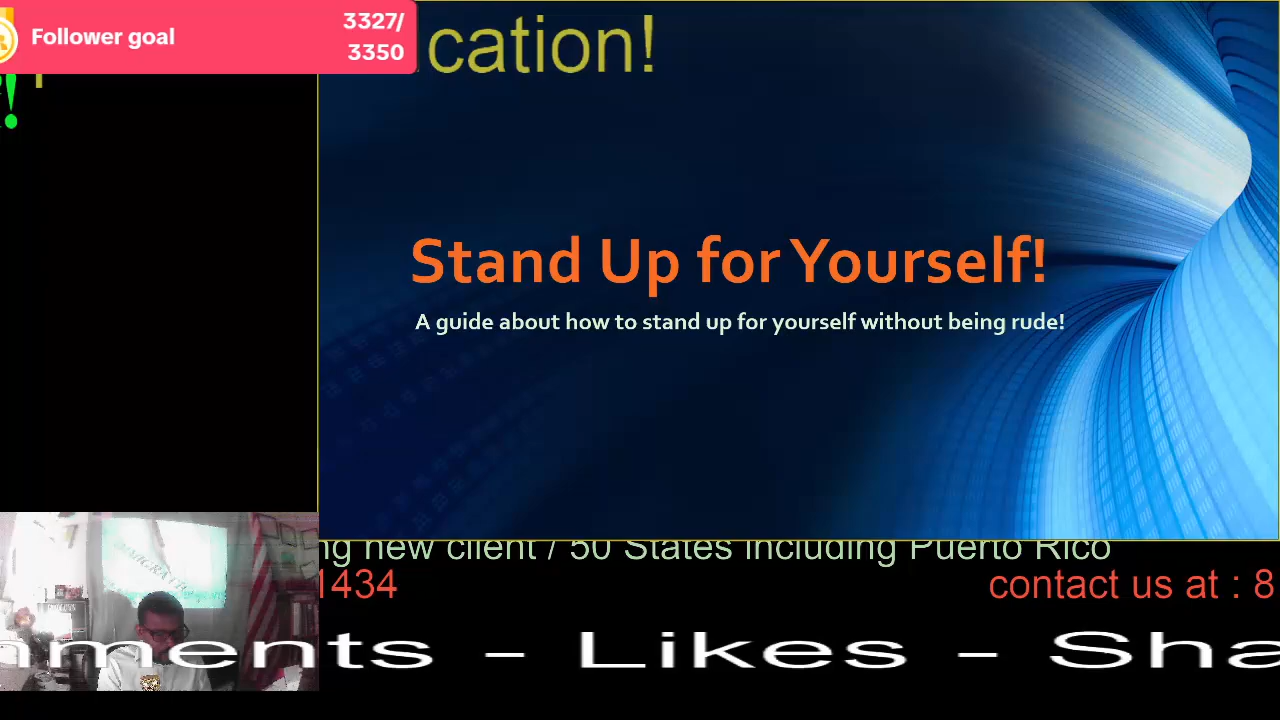 Follower goal
3327/
3350
cation!
!
Stand Up for Yourself!
A guide about how to stand up for yourself without being rude!
ng new client / 50 States including Puerto Rico
1434
contact us at : 8
mments - Likes - Sha